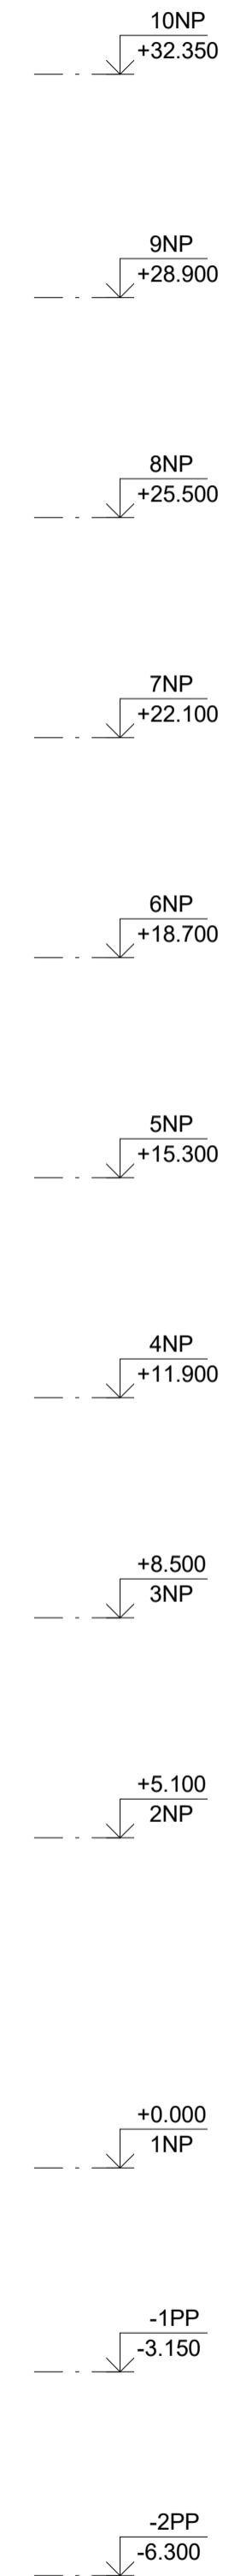 10NP
+32.350
9NP
+28.900
8NP
+25.500
7NP
+22.100
6NP
+18.700
5NP
+15.300
4NP
+11.900
+8.500
3NP
+5.100
2NP
+0.000
1NP
-1PP
-3.150
-2PP
-6.300